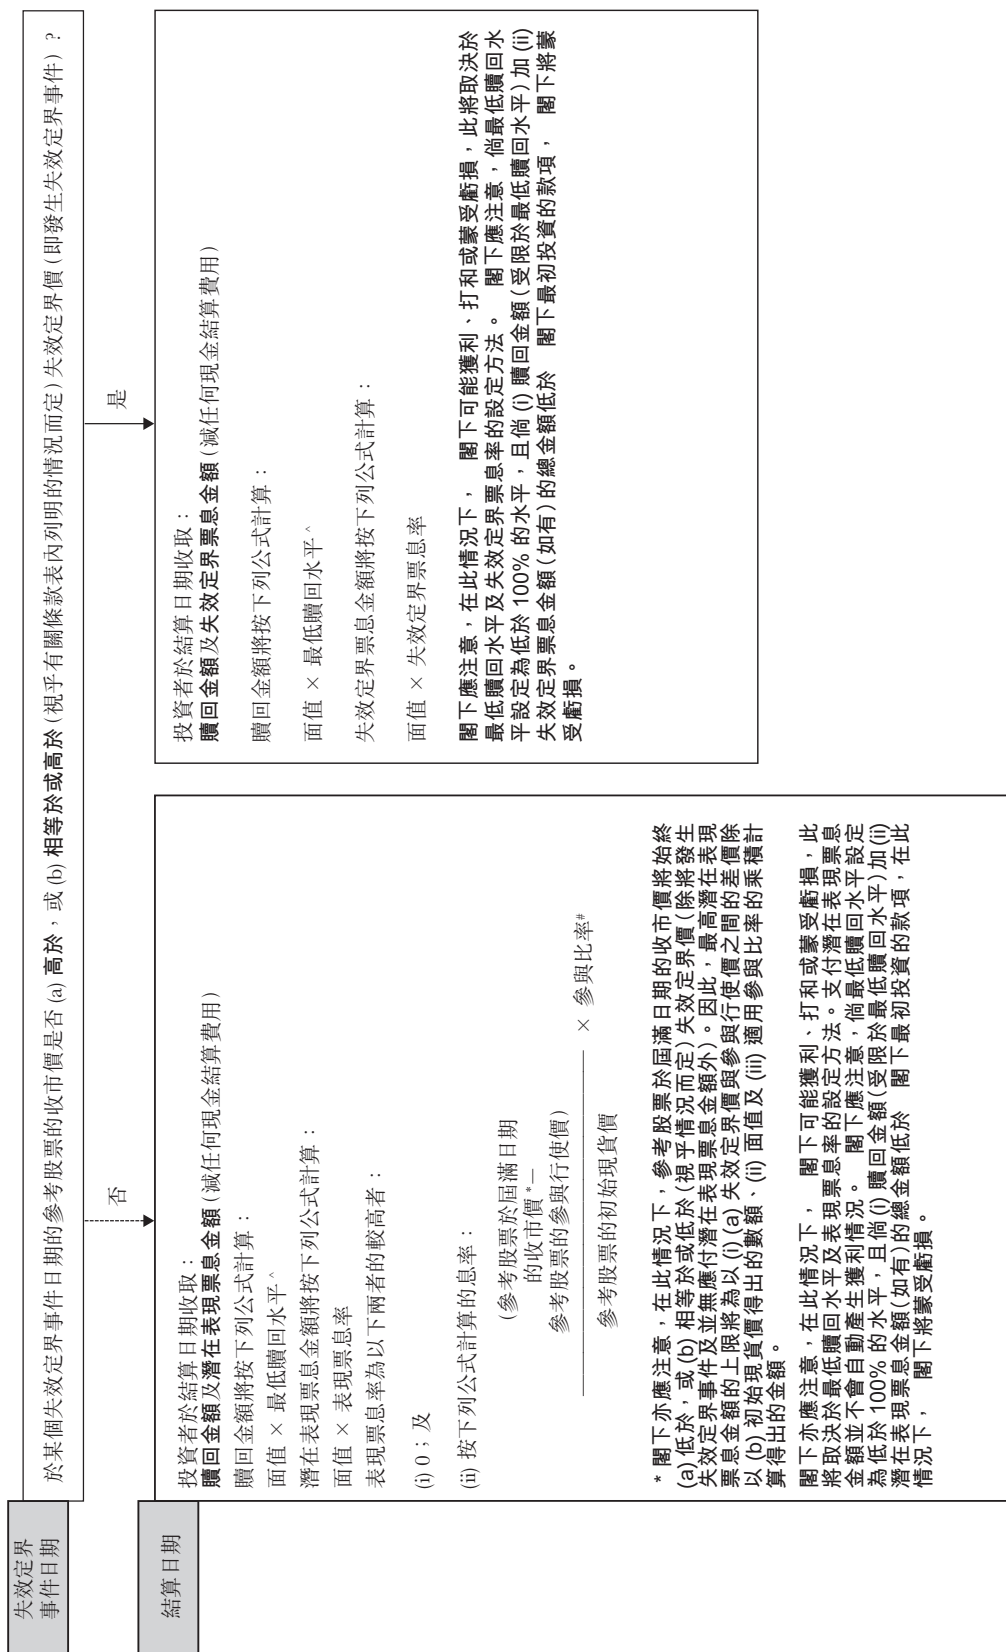 失效定界
事件日期
於某個失效定界事件日期的參考股票的收市價是否 (a) 高於，或 (b) 相等於或高於 (視乎有關條款表內列明的情況而定) 失效定界價 (即發生失效定界事件) ?
否
是
結算日期
投資者於結算日期收取：
贖回金額及潛在表現票息金額 (減任何現金結算費用)
贖回金額將按下列公式計算：
面值 × 最低贖回水平^
潛在表現票息金額將按下列公式計算：
面值 × 表現票息率
表現票息率為以下兩者的較高者：
(i) 0；及
(ii) 按下列公式計算的息率：
(參考股票於屆滿日期
的收市價*—
參考股票的參與行使價)
× 參與比率#
參考股票的初始現貨價
* 閣下亦應注意，在此情況下，參考股票於屆滿日期的收市價將始終
(a) 低於，或 (b) 相等於或低於 (視乎情況而定) 失效定界價 (除將發生
失效定界事件及並無應付潛在表現票息金額外)。因此，最高潛在表現
票息金額的上限將為以 (i) (a) 失效定界價與參與行使價之間的差價除
以 (b) 初始現貨價得出的數額、(ii) 面值及 (iii) 適用參與比率的乘積計
算得出的金額。
閣下亦應注意，在此情況下， 閣下可能獲利、打和或蒙受虧損，此
將取決於最低贖回水平及表現票息率的設定方法。支付潛在表現票息
金額並不會自動產生獲利情況。 閣下應注意，倘最低贖回水平設定
為低於 100% 的水平，且倘 (i) 贖回金額 (受限於最低贖回水平) 加 (ii)
潛在表現票息金額 (如有) 的總金額低於 閣下最初投資的款項，在此
情況下， 閣下將蒙受虧損。
投資者於結算日期收取：
贖回金額及失效定界票息金額 (減任何現金結算費用)
贖回金額將按下列公式計算：
面值 × 最低贖回水平^
失效定界票息金額將按下列公式計算：
面值 × 失效定界票息率
閣下應注意，在此情況下， 閣下可能獲利、打和或蒙受虧損，此將取決於
最低贖回水平及失效定界票息率的設定方法。 閣下應注意，倘最低贖回水
平設定為低於 100% 的水平，且倘 (i) 贖回金額 (受限於最低贖回水平) 加 (ii)
失效定界票息金額 (如有) 的總金額低於 閣下最初投資的款項， 閣下將蒙
受虧損。